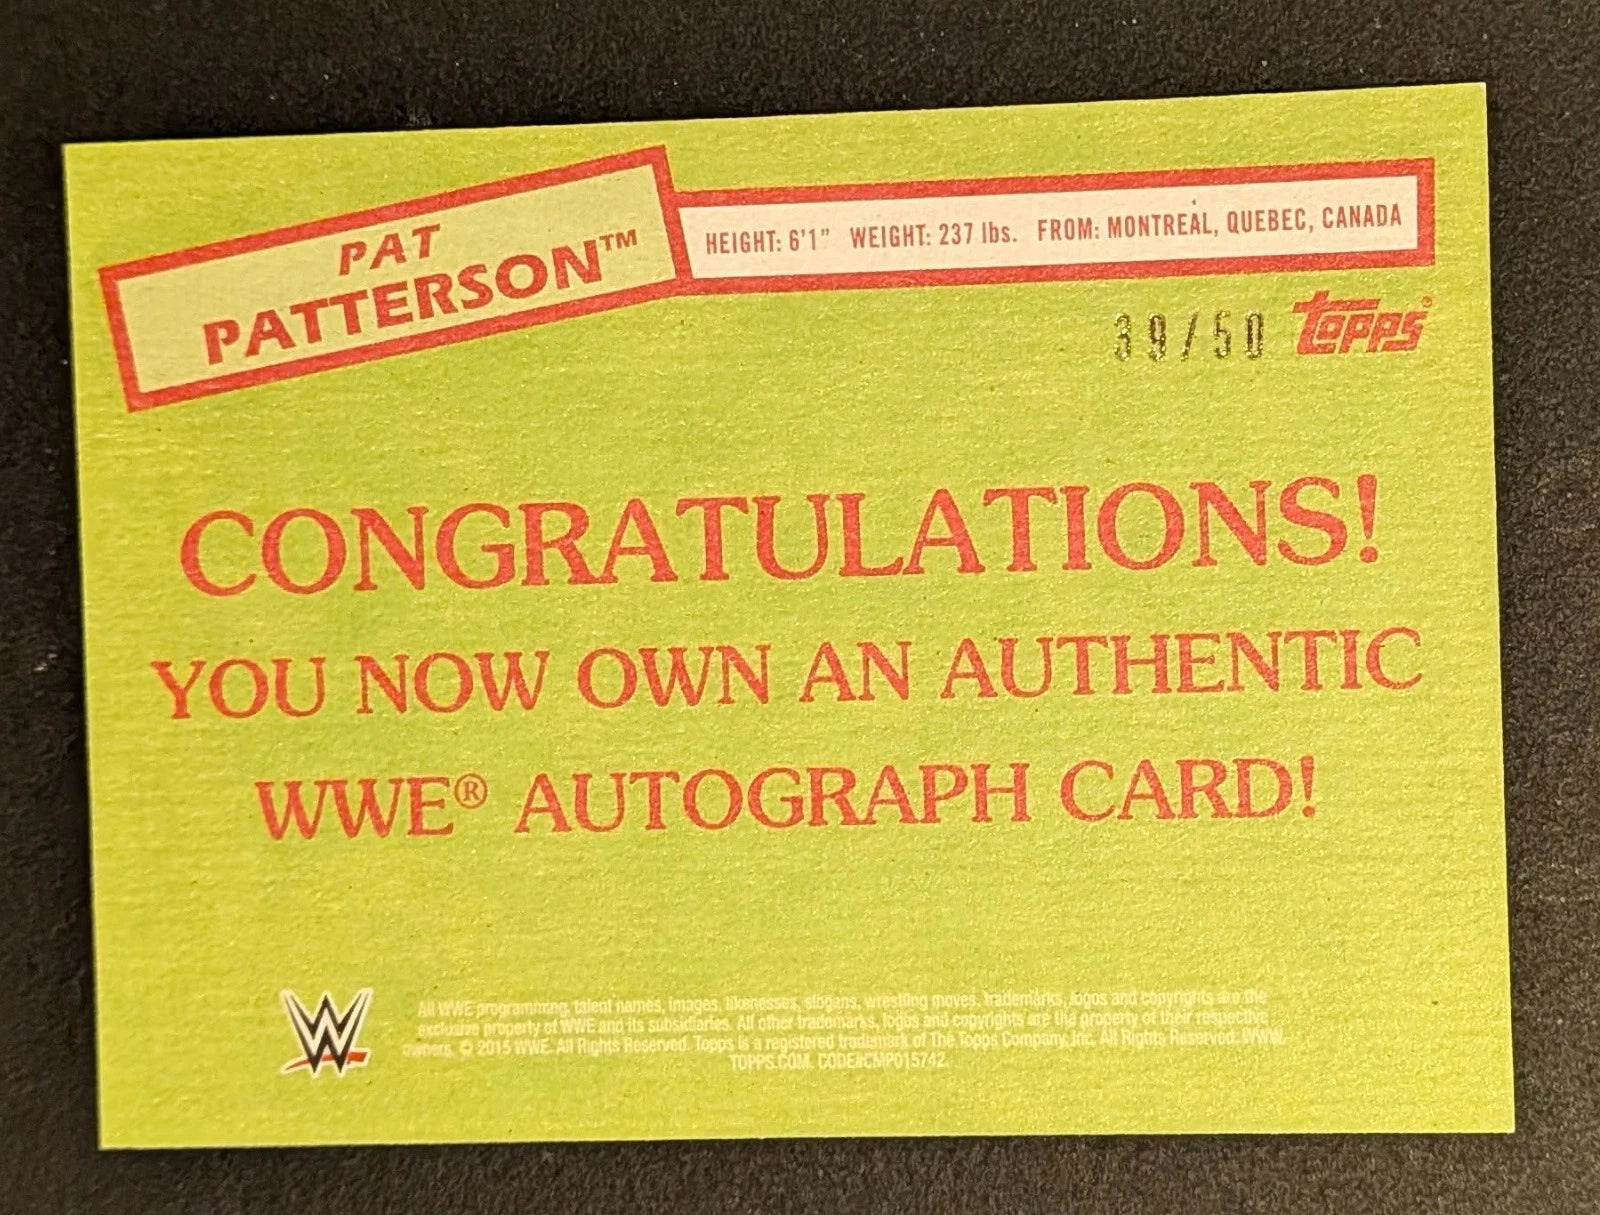 PAT
PATTERSON™
HEIGHT: 6'1" WEIGHT: 237 lbs. FROM: MONTREAL, QUEBEC, CANADA
39/50 topps®
CONGRATULATIONS!
YOU NOW OWN AN AUTHENTIC
WWE® AUTOGRAPH CARD!
W
All WWE programming, talent names, images, likenesses, slogans, wrestling moves, trademarks, logos and copyrights are the
exclusive property of WWE and its subsidiaries. All other trademarks, logos and copyrights are the property of their respective
owners. © 2015 WWE. All Rights Reserved. Topps is a registered trademark of The Topps Company, Inc. All Rights Reserved. WWW.
TOPPS.COM. CODE#CMP015742.